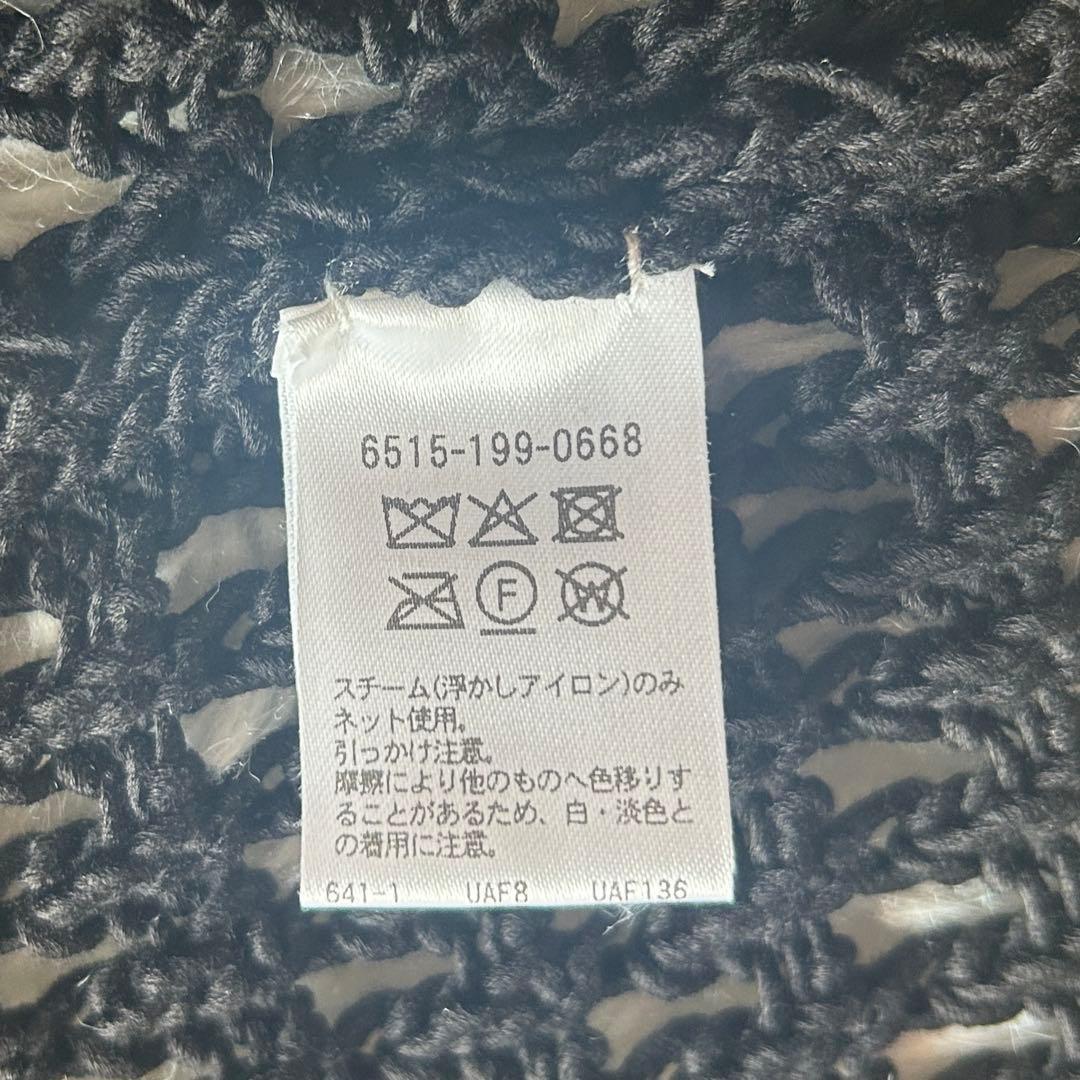 6515-199-0668
F
W
スチーム(浮かしアイロン)のみ
ネット使用。
引っかけ注意。
摩擦により他のものへ色移りす
ることがあるため、白・淡色と
の着用に注意。
641-1 UAF8 UAF136